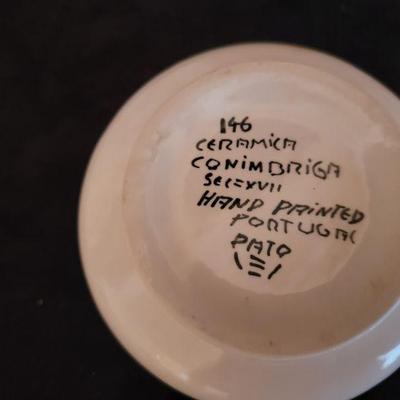 146
CERAMICA
CONIMBRIGA
SEC=XVII
HAND PAINTED
PORTUGAL
PATO